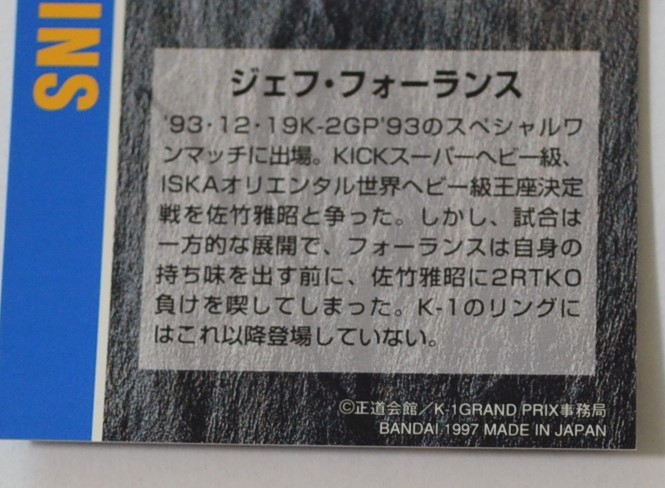 INS
ジェフ・フォーランス
'93・12・19K-2GP'93のスペシャルワ
ンマッチに出場。KICKスーパーヘビー級、
ISKAオリエンタル世界ヘビー級王座決定
戦を佐竹雅昭と争った。しかし、試合は
一方的な展開で、フォーランスは自身の
持ち味を出す前に、佐竹雅昭に2RTKO
負けを喫してしまった。K-1のリングに
はこれ以降登場していない。
©正道会館／K-1GRAND PRIX事務局
BANDAI 1997 MADE IN JAPAN